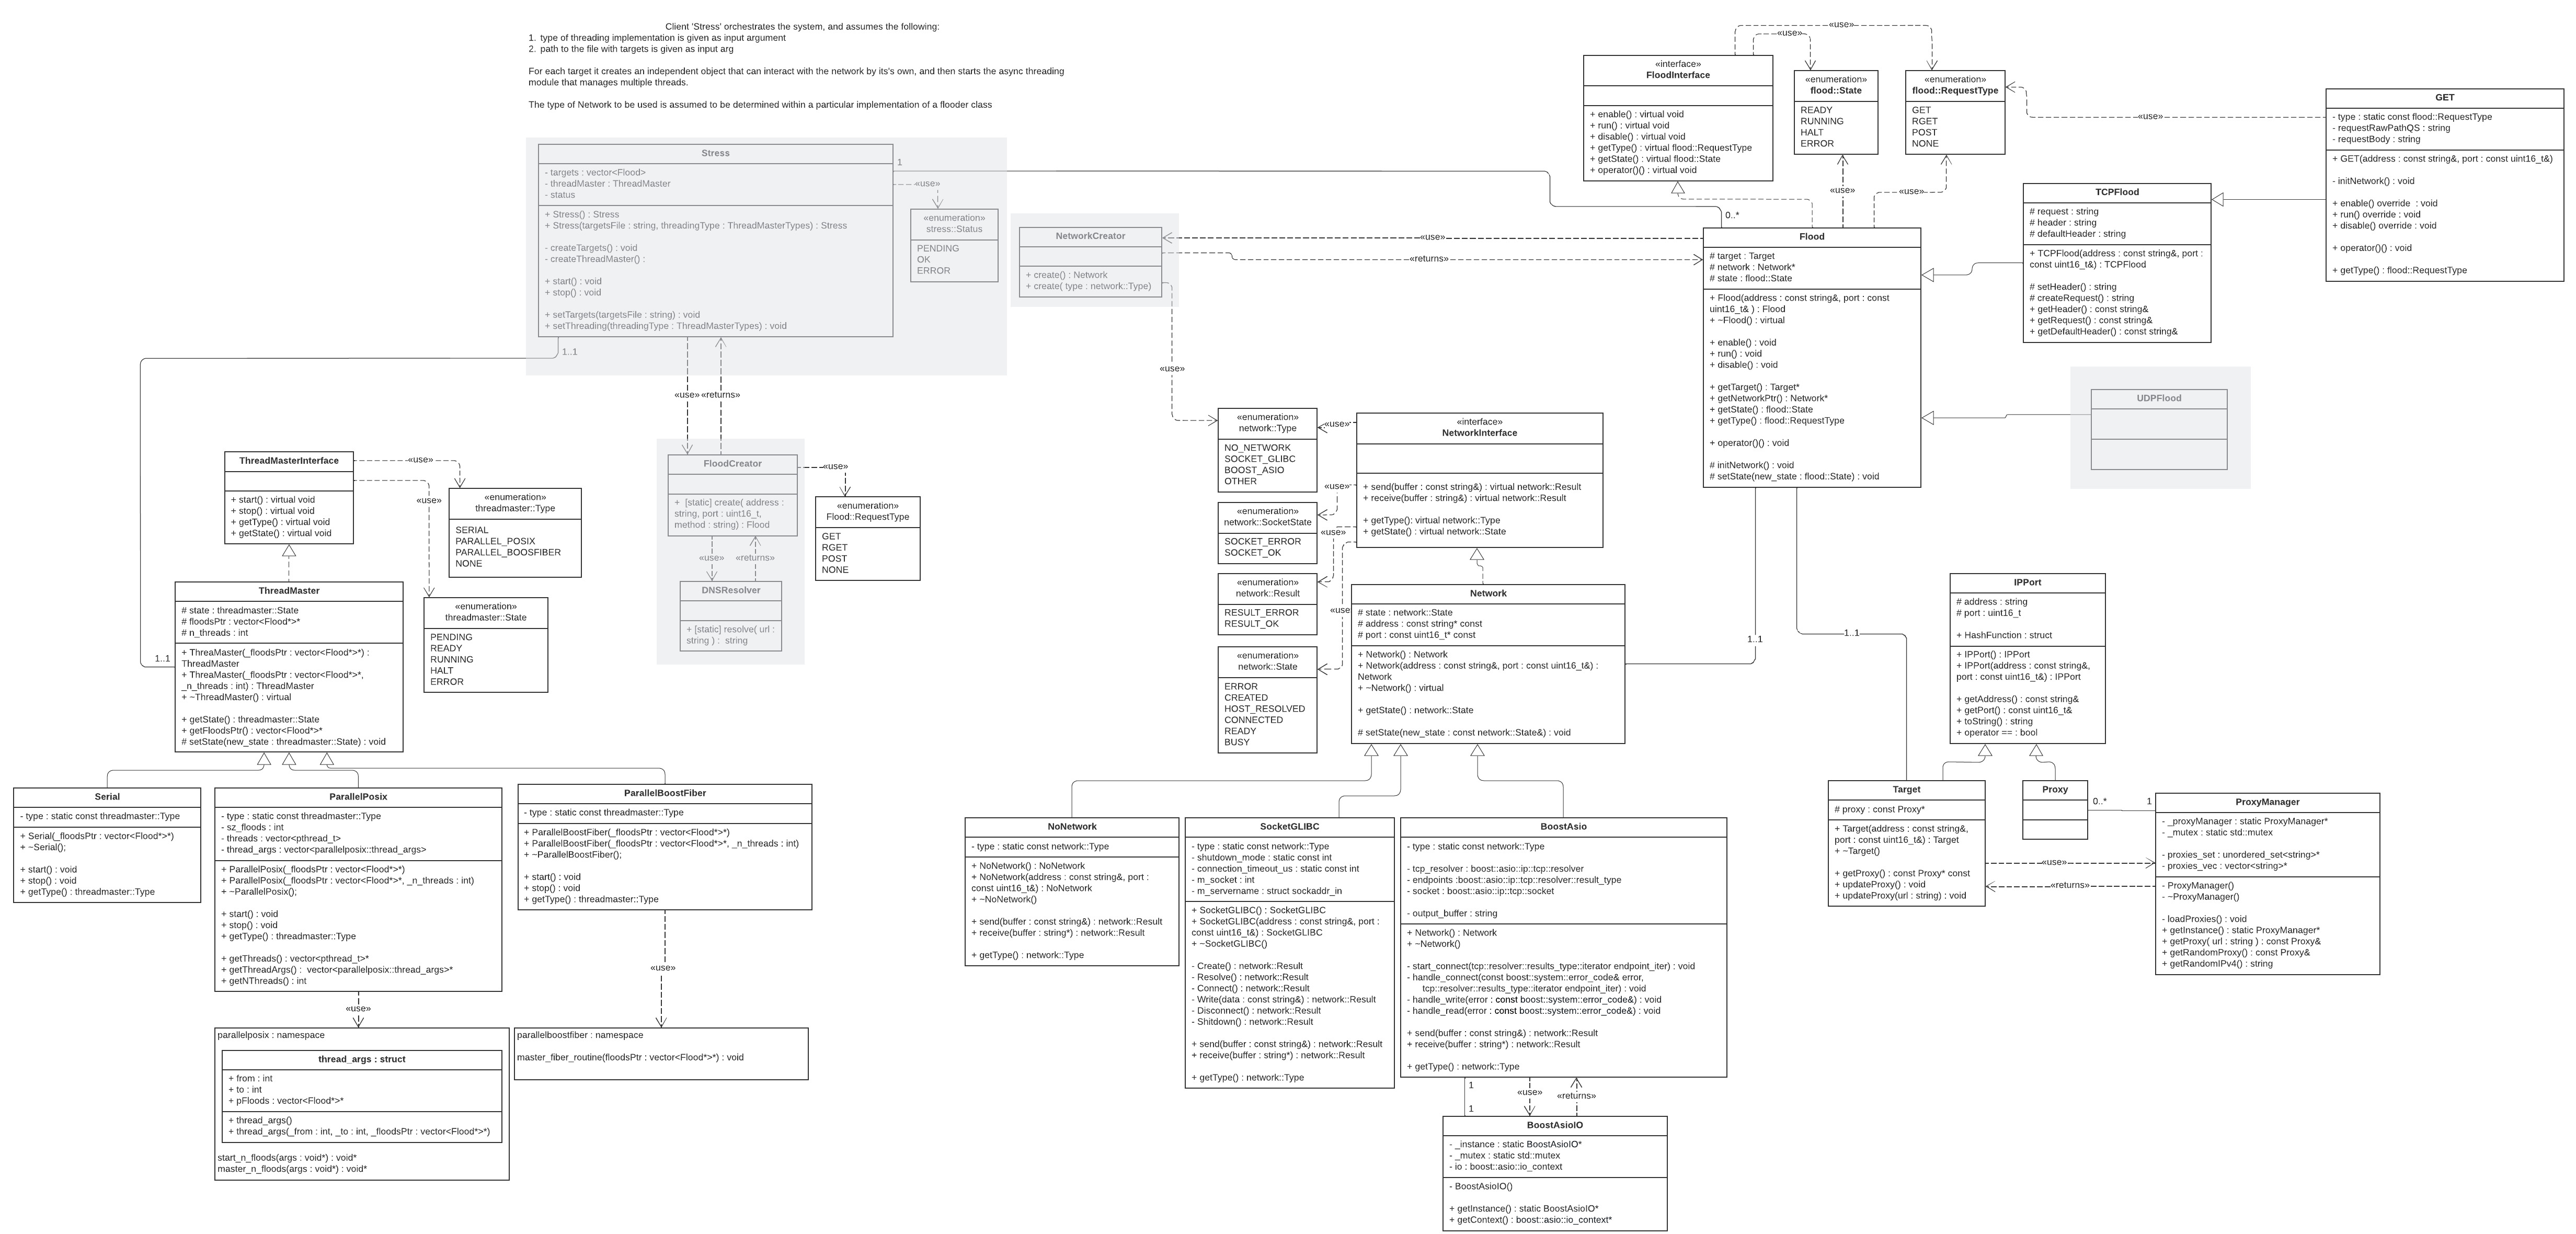 Client 'Stress' orchestrates the system, and assumes the following:
1. type of threading implementation is given as input argument
2. path to the file with targets is given as input arg
For each target it creates an independent object that can interact with the network by its's own, and then starts the async threading
module that manages multiple threads.
The type of Network to be used is assumed to be determined within a particular implementation of a flooder class
Stress
- targets : vector<Flood>
- threadMaster : ThreadMaster
- status
+ Stress() : Stress
+ Stress(targetsFile : string, threadingType : ThreadMasterTypes) : Stress
- createTargets() : void
- createThreadMaster() :
+ start() : void
+ stop() : void
+ setTargets(targetsFile : string) : void
+ setThreading(threadingType : ThreadMasterTypes) : void
1
«use»
«enumeration»
stress::Status
PENDING
OK
ERROR
1..1
«use»
«returns»
NetworkCreator
+ create() : Network
+ create( type : network::Type)
«use»
«returns»
«use»
«interface»
FloodInterface
+ enable() : virtual void
+ run() : virtual void
+ disable() : virtual void
+ getType() : virtual flood::RequestType
+ getState() : virtual flood::State
+ operator()() : virtual void
«use»
«use»
«enumeration»
flood::State
READY
RUNNING
HALT
ERROR
«enumeration»
flood::RequestType
GET
RGET
POST
NONE
«use»
«use»
«use»
GET
- type : static const flood::RequestType
- requestRawPathQS : string
- requestBody : string
+ GET(address : const string&, port : const uint16_t&)
- initNetwork() : void
+ enable() override  : void
+ run() override : void
+ disable() override : void
+ operator()() : void
+ getType() : flood::RequestType
TCPFlood
# request : string
# header : string
# defaultHeader : string
+ TCPFlood(address : const string&, port :
const uint16_t&) : TCPFlood
# setHeader() : string
# createRequest() : string
+ getHeader() : const string&
+ getRequest() : const string&
+ getDefaultHeader() : const string&
0..*
Flood
# target : Target
# network : Network*
# state : flood::State
+ Flood(address : const string&, port : const
uint16_t& ) : Flood
+ ~Flood() : virtual
+ enable() : void
+ run() : void
+ disable() : void
+ getTarget() : Target*
+ getNetworkPtr() : Network*
+ getState() : flood::State
+ getType() : flood::RequestType
+ operator()() : void
# initNetwork() : void
# setState(new_state : flood::State) : void
UDPFlood
ThreadMasterInterface
+ start() : virtual void
+ stop() : virtual void
+ getType() : virtual void
+ getState() : virtual void
«use»
«use»
«enumeration»
threadmaster::Type
SERIAL
PARALLEL_POSIX
PARALLEL_BOOSFIBER
NONE
«enumeration»
threadmaster::State
PENDING
READY
RUNNING
HALT
ERROR
ThreadMaster
# state : threadmaster::State
# floodsPtr : vector<Flood*>*
# n_threads : int
+ ThreaMaster(_floodsPtr : vector<Flood*>*) :
ThreadMaster
+ ThreaMaster(_floodsPtr : vector<Flood*>*,
_n_threads : int) : ThreadMaster
+ ~ThreadMaster() : virtual
+ getState() : threadmaster::State
+ getFloodsPtr() : vector<Flood*>*
# setState(new_state : threadmaster::State) : void
1..1
FloodCreator
+  [static] create( address :
string, port : uint16_t,
method : string) : Flood
«use»
«returns»
DNSResolver
+ [static] resolve( url :
string ) :  string
«use»
«enumeration»
Flood::RequestType
GET
RGET
POST
NONE
«enumeration»
network::Type
NO_NETWORK
SOCKET_GLIBC
BOOST_ASIO
OTHER
«use»
«enumeration»
network::SocketState
SOCKET_ERROR
SOCKET_OK
«use»
«enumeration»
network::Result
RESULT_ERROR
RESULT_OK
«use»
«enumeration»
network::State
ERROR
CREATED
HOST_RESOLVED
CONNECTED
READY
BUSY
«use
«interface»
NetworkInterface
+ send(buffer : const string&) : virtual network::Result
+ receive(buffer : string&) : virtual network::Result
+ getType(): virtual network::Type
+ getState() : virtual network::State
Network
# state : network::State
# address : const string* const
# port : const uint16_t* const
+ Network() : Network
+ Network(address : const string&, port : const uint16_t&) :
Network
+ ~Network() : virtual
+ getState() : network::State
# setState(new_state : const network::State&) : void
1..1
1..1
IPPort
# address : string
# port : uint16_t
+ HashFunction : struct
+ IPPort() : IPPort
+ IPPort(address : const string&,
port : const uint16_t&) : IPPort
+ getAddress() : const string&
+ getPort() : const uint16_t&
+ toString() : string
+ operator == : bool
Serial
- type : static const threadmaster::Type
+ Serial(_floodsPtr : vector<Flood*>*)
+ ~Serial();
+ start() : void
+ stop() : void
+ getType() : threadmaster::Type
ParallelPosix
- type : static const threadmaster::Type
- sz_floods : int
- threads : vector<pthread_t>
- thread_args : vector<parallelposix::thread_args>
+ ParallelPosix(_floodsPtr : vector<Flood*>*)
+ ParallelPosix(_floodsPtr : vector<Flood*>*, _n_threads : int)
+ ~ParallelPosix();
+ start() : void
+ stop() : void
+ getType() : threadmaster::Type
+ getThreads() : vector<pthread_t>*
+ getThreadArgs() :  vector<parallelposix::thread_args>*
+ getNThreads() : int
«use»
parallelposix : namespace
thread_args : struct
+ from : int
+ to : int
+ pFloods : vector<Flood*>*
+ thread_args()
+ thread_args(_from : int, _to : int, _floodsPtr : vector<Flood*>*)
start_n_floods(args : void*) : void*
master_n_floods(args : void*) : void*
ParallelBoostFiber
- type : static const threadmaster::Type
+ ParallelBoostFiber(_floodsPtr : vector<Flood*>*)
+ ParallelBoostFiber(_floodsPtr : vector<Flood*>*, _n_threads : int)
+ ~ParallelBoostFiber();
+ start() : void
+ stop() : void
+ getType() : threadmaster::Type
«use»
parallelboostfiber : namespace
master_fiber_routine(floodsPtr : vector<Flood*>*) : void
NoNetwork
- type : static const network::Type
+ NoNetwork() : NoNetwork
+ NoNetwork(address : const string&, port :
const uint16_t&) : NoNetwork
+ ~NoNetwork()
+ send(buffer : const string&) : network::Result
+ receive(buffer : string*) : network::Result
+ getType() : network::Type
SocketGLIBC
- type : static const network::Type
- shutdown_mode : static const int
- connection_timeout_us : static const int
- m_socket : int
- m_servername : struct sockaddr_in
+ SocketGLIBC() : SocketGLIBC
+ SocketGLIBC(address : const string&, port :
const uint16_t&) : SocketGLIBC
+ ~SocketGLIBC()
- Create() : network::Result
- Resolve() : network::Result
- Connect() : network::Result
- Write(data : const string&) : network::Result
- Disconnect() : network::Result
- Shitdown() : network::Result
+ send(buffer : const string&) : network::Result
+ receive(buffer : string*) : network::Result
+ getType() : network::Type
BoostAsio
- type : static const network::Type
- tcp_resolver : boost::asio::ip::tcp::resolver
- endpoints :boost::asio::ip::tcp::resolver::result_type
- socket : boost::asio::ip::tcp::socket
- output_buffer : string
+ Network() : Network
+ ~Network()
- start_connect(tcp::resolver::results_type::iterator endpoint_iter) : void
- handle_connect(const boost::system::error_code& error,
tcp::resolver::results_type::iterator endpoint_iter) : void
- handle_write(error : const boost::system::error_code&) : void
- handle_read(error : const boost::system::error_code&) : void
+ send(buffer : const string&) : network::Result
+ receive(buffer : string*) : network::Result
+ getType() : network::Type
1
«use»
«returns»
1
BoostAsioIO
- _instance : static BoostAsioIO*
- _mutex : static std::mutex
- io : boost::asio::io_context
- BoostAsioIO()
+ getInstance() : static BoostAsioIO*
+ getContext() : boost::asio::io_context*
Target
# proxy : const Proxy*
+ Target(address : const string&,
port : const uint16_t&) : Target
+ ~Target()
+ getProxy() : const Proxy* const
+ updateProxy() : void
+ updateProxy(url : string) : void
Proxy
0..*
1
«use»
«returns»
ProxyManager
- _proxyManager : static ProxyManager*
- _mutex : static std::mutex
- proxies_set : unordered_set<string>*
- proxies_vec : vector<string>*
- ProxyManager()
- ~ProxyManager()
- loadProxies() : void
+ getInstance() : static ProxyManager*
+ getProxy( url : string ) : const Proxy&
+ getRandomProxy() : const Proxy&
+ getRandomIPv4() : string